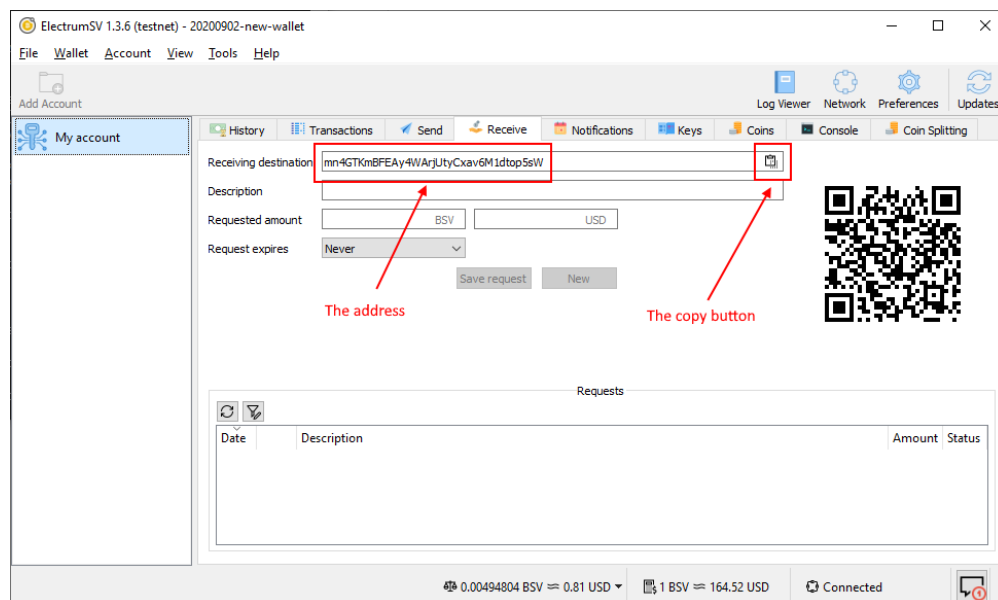 ElectrumSV 1.3.6 (testnet) - 20200902-new-wallet
File Wallet Account View Tools Help
Add Account
Log Viewer Network Preferences Updates
My account
History Transactions Send Receive Notifications Keys Coins Console Coin Splitting
Receiving destination mn4GTKmBFEAy4WArjUtyCxav6M1dtop5sW
Description
Requested amount BSV USD
Request expires Never
Save request New
The address
The copy button
Requests
Date Description Amount Status
0.00494804 BSV ≈ 0.81 USD 1 BSV ≈ 164.52 USD Connected
1